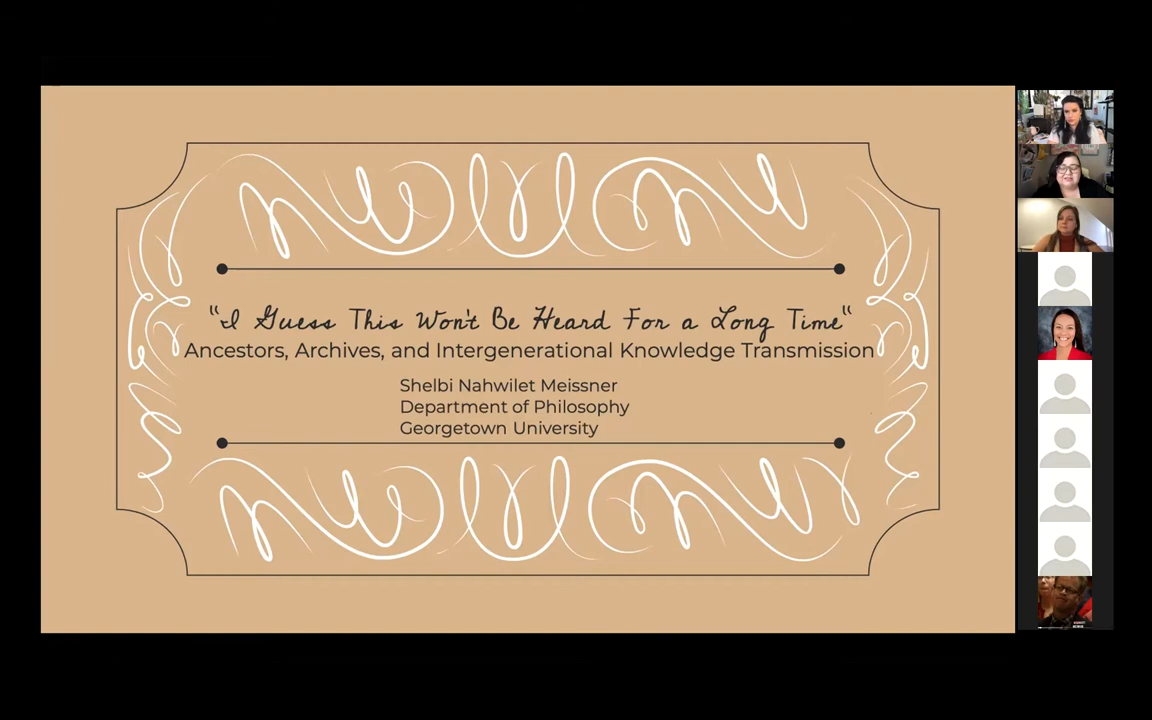 "I Guess This Won't Be Heard For a Long Time"
Ancestors, Archives, and Intergenerational Knowledge Transmission
Shelbi Nahwilet Meissner
Department of Philosophy
Georgetown University